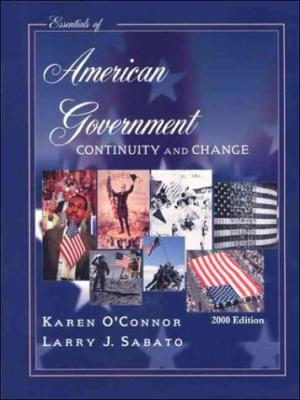 Essentials of
American
Government
CONTINUITY AND CHANGE
KAREN O'CONNOR
2000 Edition
LARRY J. SABATO